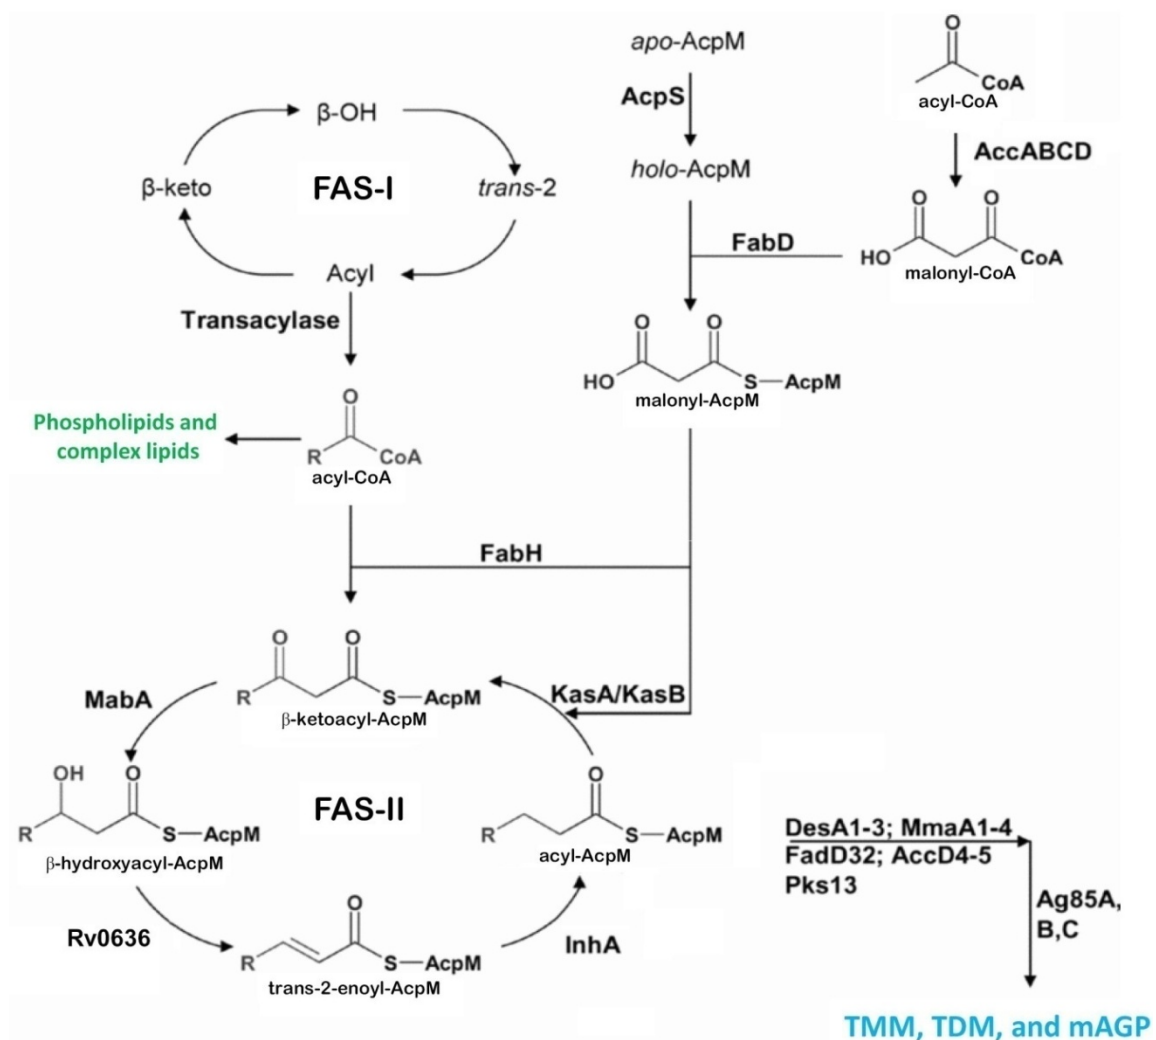 apo-AcpM
AcpS
holo-AcpM
O
CoA
acyl-CoA
AccABCD
O O
HO CoA
malonyl-CoA
FabD
β-OH
β-keto
FAS-I
trans-2
Acyl
Transacylase
O O
HO S—AcpM
malonyl-AcpM
Phospholipids and
complex lipids
O
R CoA
acyl-CoA
FabH
O O
R S—AcpM
β-ketoacyl-AcpM
KasA/KasB
MabA
OH O
R S—AcpM
β-hydroxyacyl-AcpM
FAS-II
O
R S—AcpM
acyl-AcpM
Rv0636
O
R S—AcpM
trans-2-enoyl-AcpM
InhA
DesA1-3; MmaA1-4
FadD32; AccD4-5
Pks13
Ag85A,
B,C
TMM, TDM, and mAGP